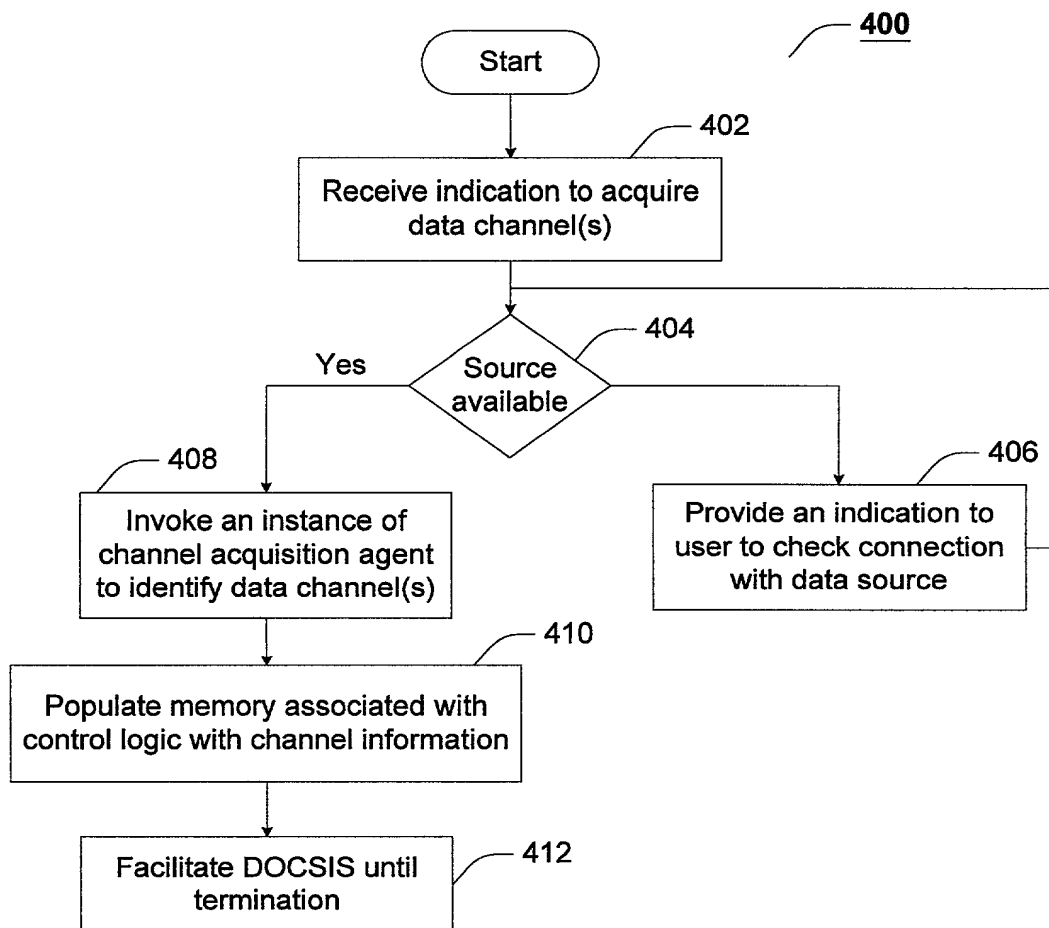 400
Start
402
Receive indication to acquire
data channel(s)
404
Yes
Source
available
408
406
Invoke an instance of
channel acquisition agent
to identify data channel(s)
Provide an indication to
user to check connection
with data source
410
Populate memory associated with
control logic with channel information
412
Facilitate DOCSIS until
termination